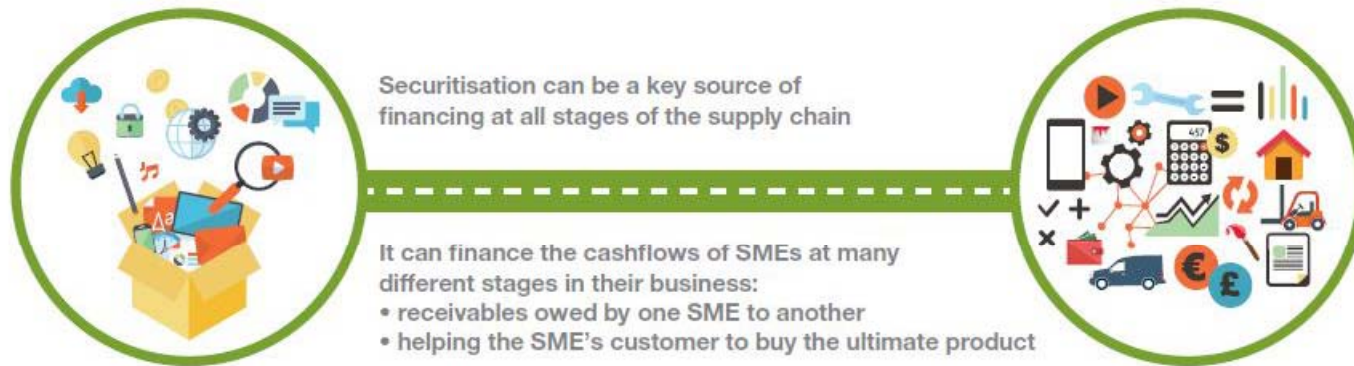 Securitisation can be a key source of
financing at all stages of the supply chain
It can finance the cashflows of SMEs at many
different stages in their business:
• receivables owed by one SME to another
• helping the SME's customer to buy the ultimate product
457
$
€
£